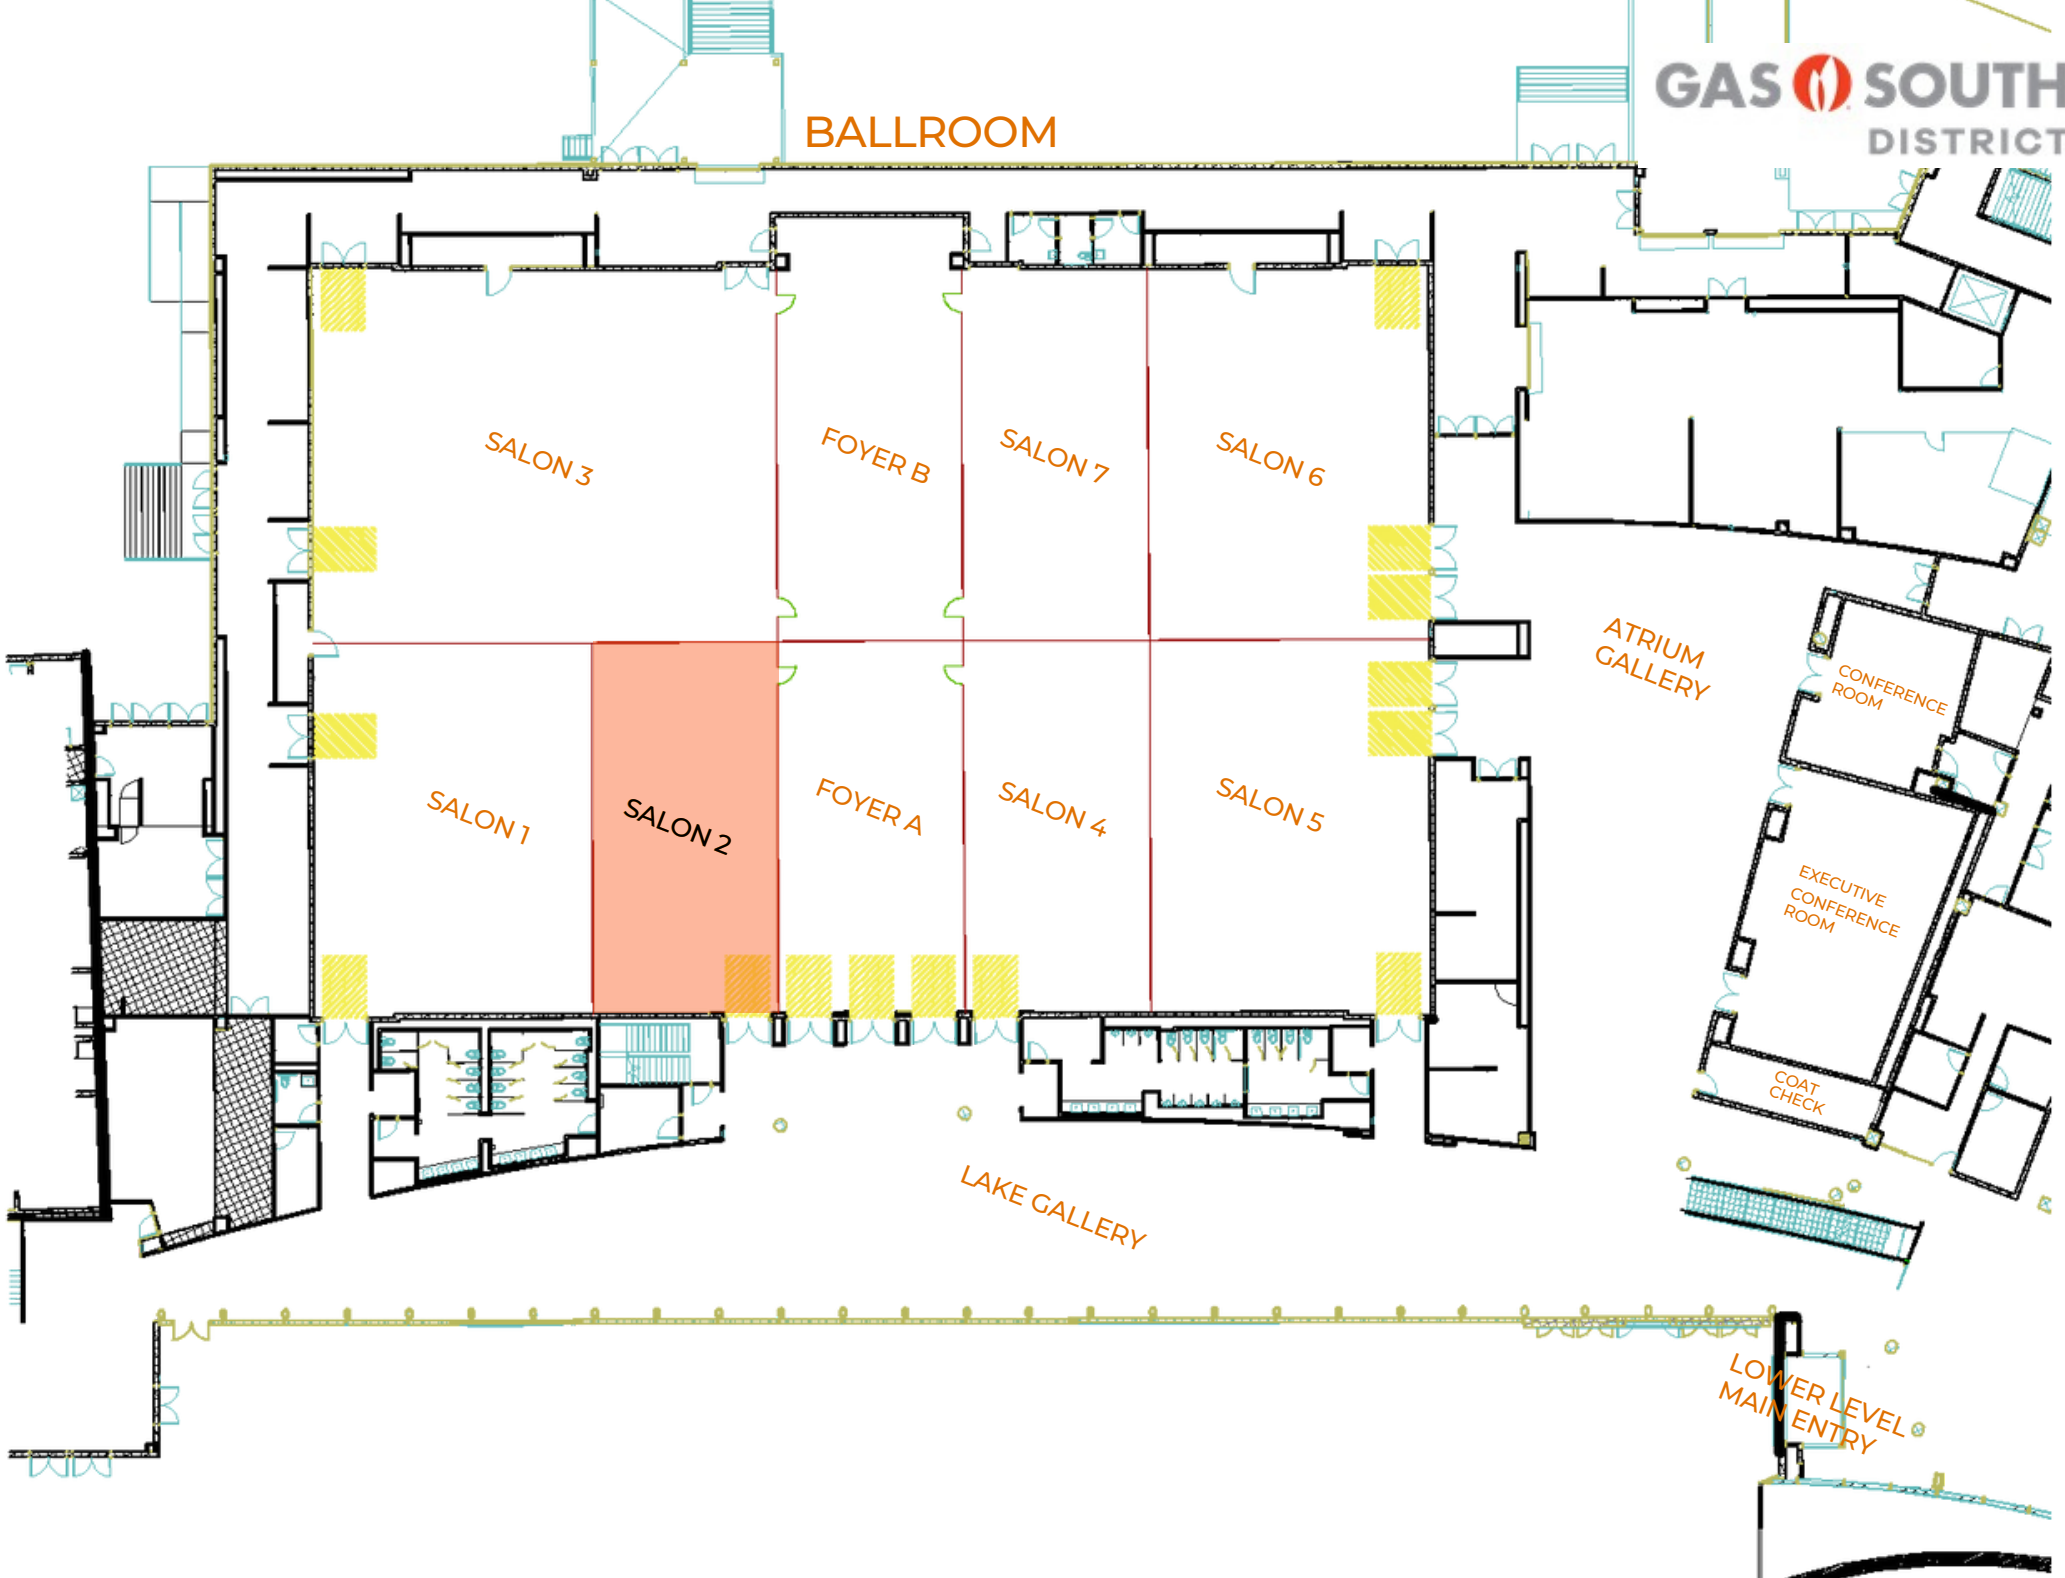 GAS SOUTH
DISTRICT
BALLROOM
SALON 3
FOYER B
SALON 7
SALON 6
ATRIUM
GALLERY
CONFERENCE
ROOM
SALON 1
SALON 2
FOYER A
SALON 4
SALON 5
EXECUTIVE
CONFERENCE
ROOM
COAT
CHECK
LAKE GALLERY
LOWER LEVEL
MAIN ENTRY